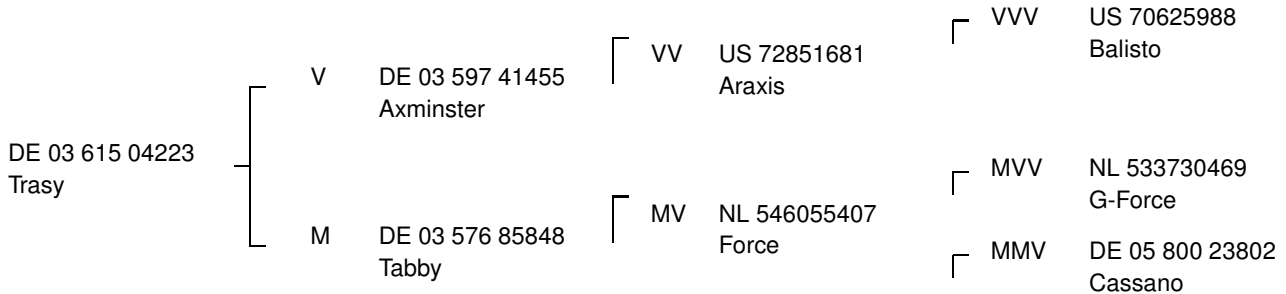 DE 03 615 04223
Trasy
V DE 03 597 41455
Axminster
M DE 03 576 85848
Tabby
VV US 72851681
Araxis
MV NL 546055407
Force
VVV US 70625988
Balisto
MVV NL 533730469
G-Force
MMV DE 05 800 23802
Cassano